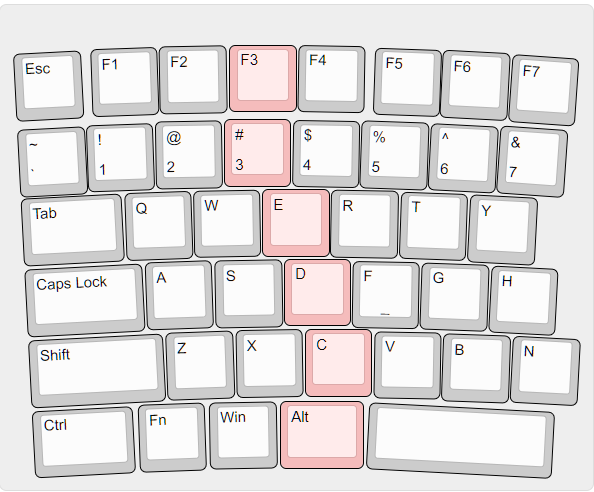 Esc F1 F2 F3 F4 F5 F6 F7
~ ! @ # $ % ^ &
` 1 2 3 4 5 6 7
Tab Q W E R T Y
Caps Lock A S D F G H
_
Shift Z X C V B N
Ctrl Fn Win Alt